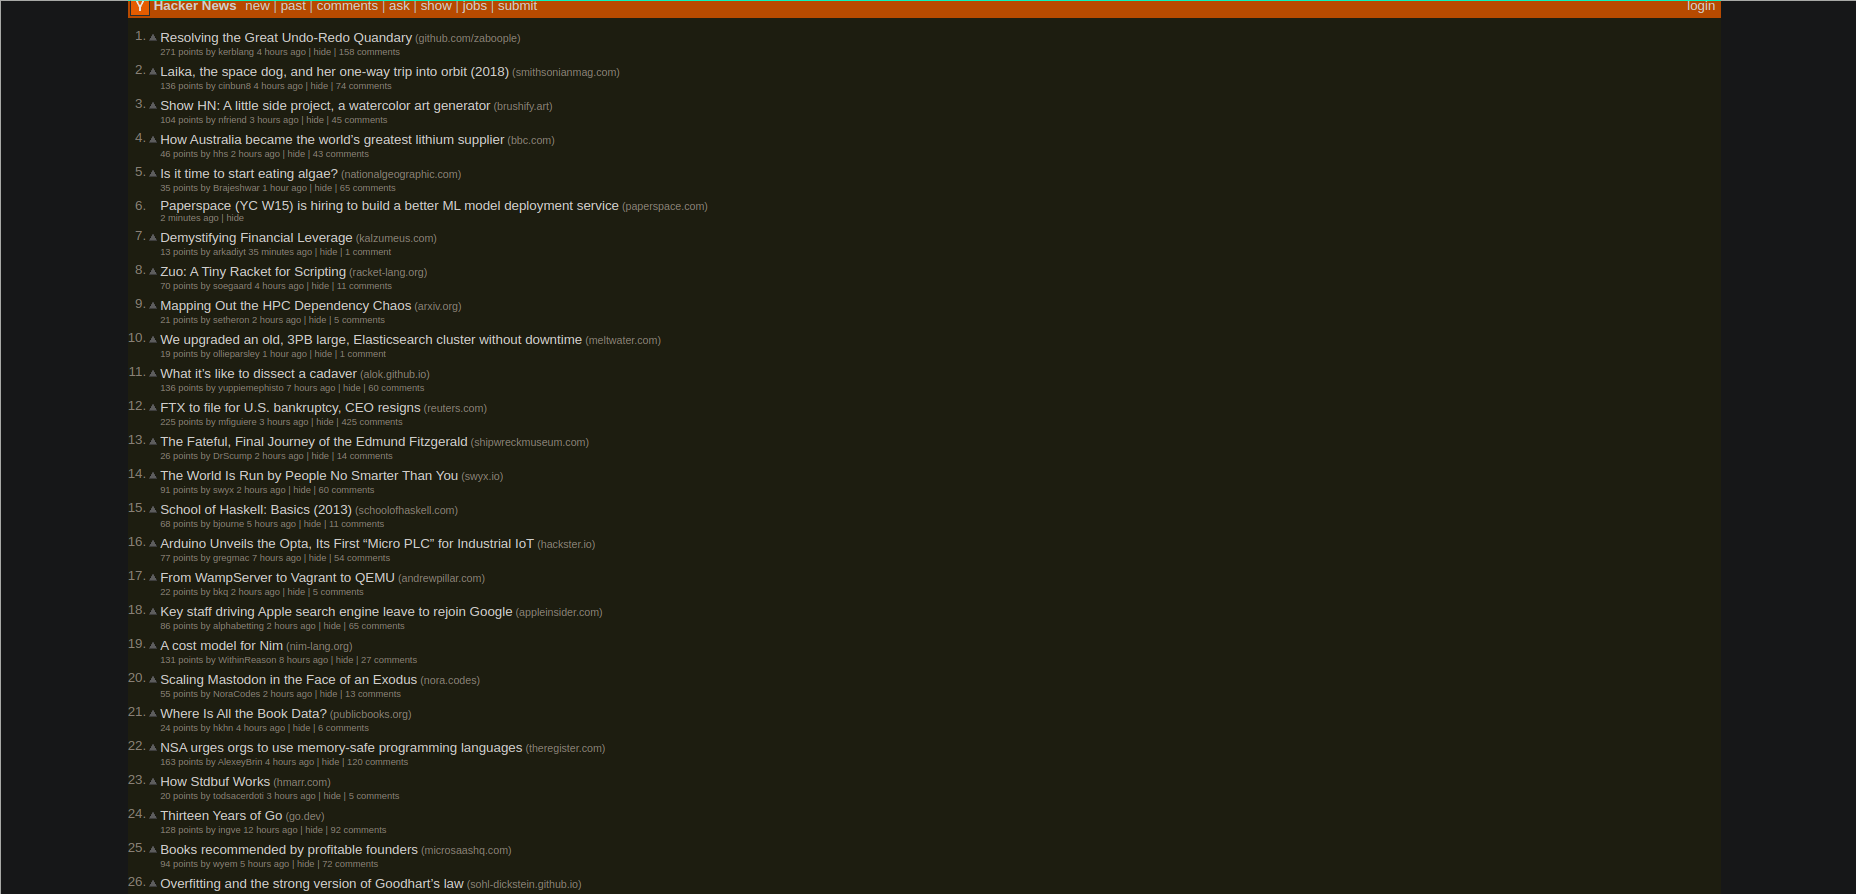 Y Hacker News new | past | comments | ask | show | jobs | submit login
1. Resolving the Great Undo-Redo Quandary (github.com/zaboople)
271 points by kerblang 4 hours ago | hide | 158 comments
2. Laika, the space dog, and her one-way trip into orbit (2018) (smithsonianmag.com)
136 points by cinbun8 4 hours ago | hide | 74 comments
3. Show HN: A little side project, a watercolor art generator (brushify.art)
104 points by nfriend 3 hours ago | hide | 45 comments
4. How Australia became the world’s greatest lithium supplier (bbc.com)
46 points by hhs 2 hours ago | hide | 43 comments
5. Is it time to start eating algae? (nationalgeographic.com)
35 points by Brajeshwar 1 hour ago | hide | 65 comments
6. Paperspace (YC W15) is hiring to build a better ML model deployment service (paperspace.com)
2 minutes ago | hide
7. Demystifying Financial Leverage (kalzumeus.com)
13 points by arkadiyt 35 minutes ago | hide | 1 comment
8. Zuo: A Tiny Racket for Scripting (racket-lang.org)
70 points by soegaard 4 hours ago | hide | 11 comments
9. Mapping Out the HPC Dependency Chaos (arxiv.org)
21 points by setheron 2 hours ago | hide | 5 comments
10. We upgraded an old, 3PB large, Elasticsearch cluster without downtime (meltwater.com)
19 points by ollieparsley 1 hour ago | hide | 1 comment
11. What it’s like to dissect a cadaver (alok.github.io)
136 points by yuppiemephisto 7 hours ago | hide | 60 comments
12. FTX to file for U.S. bankruptcy, CEO resigns (reuters.com)
225 points by mfiguiere 3 hours ago | hide | 425 comments
13. The Fateful, Final Journey of the Edmund Fitzgerald (shipwreckmuseum.com)
26 points by DrScump 2 hours ago | hide | 14 comments
14. The World Is Run by People No Smarter Than You (swyx.io)
91 points by swyx 2 hours ago | hide | 60 comments
15. School of Haskell: Basics (2013) (schoolofhaskell.com)
68 points by bjourne 5 hours ago | hide | 11 comments
16. Arduino Unveils the Opta, Its First “Micro PLC” for Industrial IoT (hackster.io)
77 points by gregmac 7 hours ago | hide | 54 comments
17. From WampServer to Vagrant to QEMU (andrewpillar.com)
22 points by bkq 2 hours ago | hide | 5 comments
18. Key staff driving Apple search engine leave to rejoin Google (appleinsider.com)
86 points by alphabetting 2 hours ago | hide | 65 comments
19. A cost model for Nim (nim-lang.org)
131 points by WithinReason 8 hours ago | hide | 27 comments
20. Scaling Mastodon in the Face of an Exodus (nora.codes)
55 points by NoraCodes 2 hours ago | hide | 13 comments
21. Where Is All the Book Data? (publicbooks.org)
24 points by hkhn 4 hours ago | hide | 6 comments
22. NSA urges orgs to use memory-safe programming languages (theregister.com)
163 points by AlexeyBrin 4 hours ago | hide | 120 comments
23. How Stdbuf Works (hmarr.com)
20 points by todsacerdoti 3 hours ago | hide | 5 comments
24. Thirteen Years of Go (go.dev)
128 points by ingve 12 hours ago | hide | 92 comments
25. Books recommended by profitable founders (microsaashq.com)
94 points by wyem 5 hours ago | hide | 72 comments
26. Overfitting and the strong version of Goodhart’s law (sohl-dickstein.github.io)